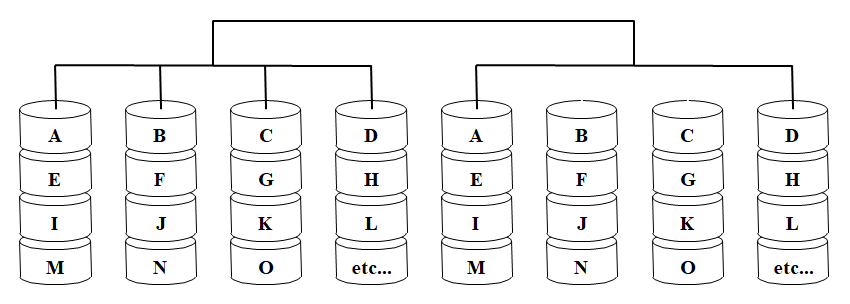 A B C D A B C D
E F G H E F G H
I J K L I J K L
M N O etc... M N O etc...